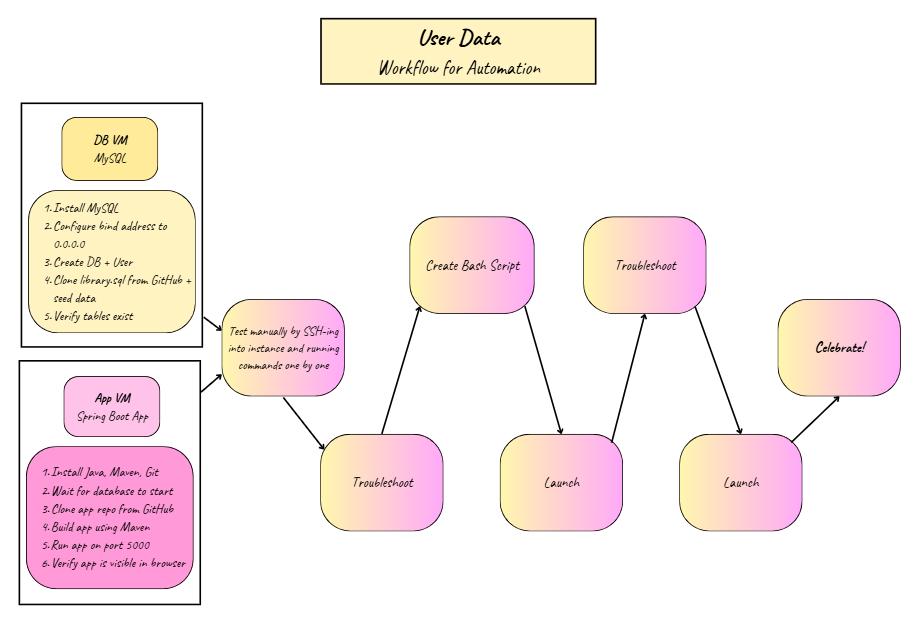 User Data
Workflow for Automation
DB VM
MySQL
1. Install MySQL
2. Configure bind address to
0.0.0.0
3. Create DB + User
4. Clone library.sql from GitHub +
seed data
5. Verify tables exist
App VM
Spring Boot App
1. Install Java, Maven, Git
2. Wait for database to start
3. Clone app repo from GitHub
4. Build app using Maven
5. Run app on port 5000
6. Verify app is visible in browser
Test manually by SSH-ing
into instance and running
commands one by one
Troubleshoot
Create Bash Script
Launch
Troubleshoot
Launch
Celebrate!